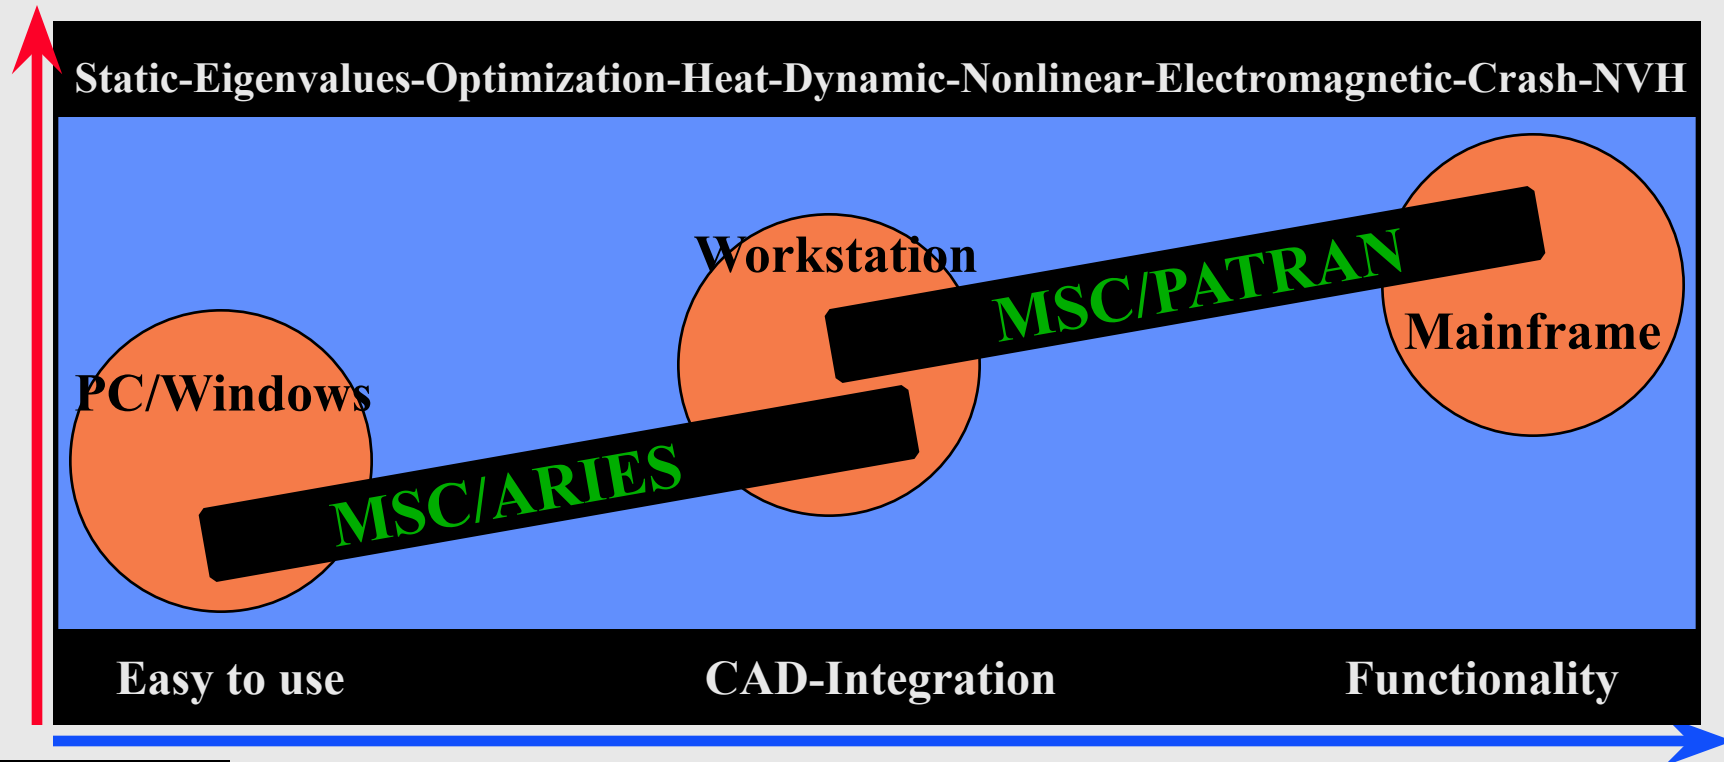 Static-Eigenvalues-Optimization-Heat-Dynamic-Nonlinear-Electromagnetic-Crash-NVH
Workstation
MSC/PATRAN
Mainframe
PC/Windows
MSC/ARIES
Easy to use CAD-Integration Functionality